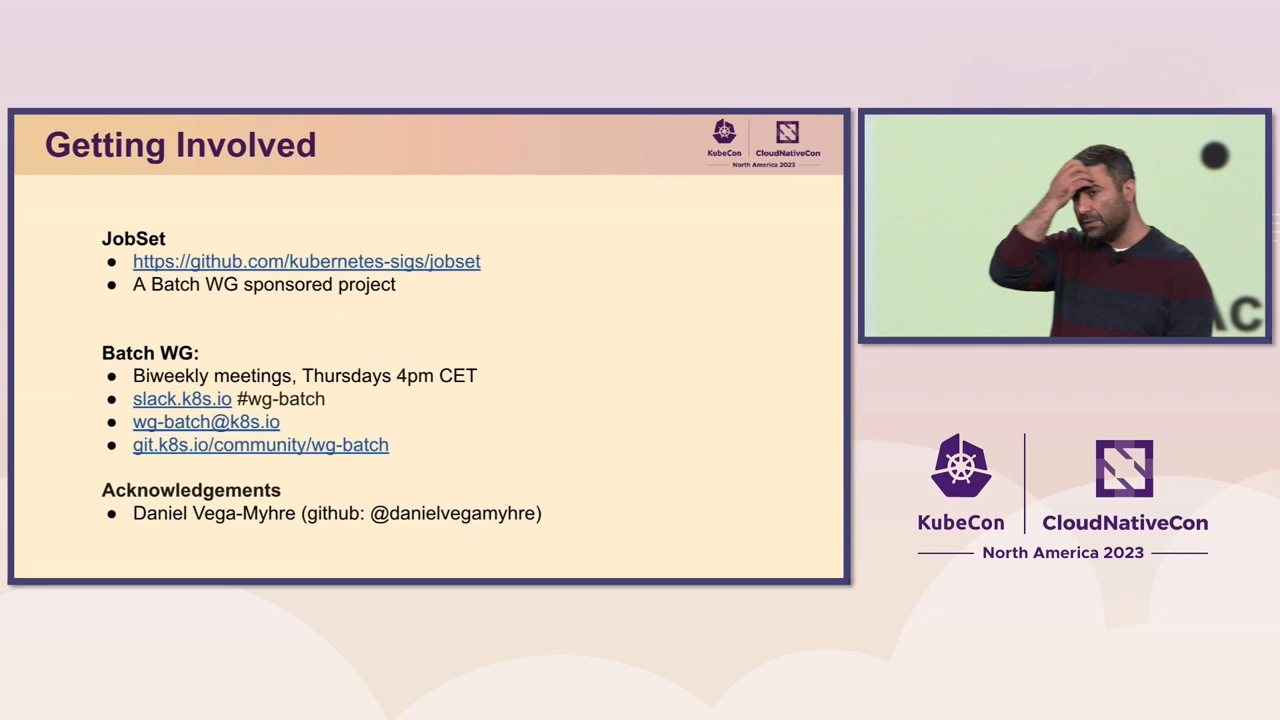 Getting Involved
KubeCon
CloudNativeCon
North America 2023
JobSet
● https://github.com/kubernetes-sigs/jobset
● A Batch WG sponsored project
Batch WG:
● Biweekly meetings, Thursdays 4pm CET
● slack.k8s.io #wg-batch
● wg-batch@k8s.io
● git.k8s.io/community/wg-batch
Acknowledgements
● Daniel Vega-Myhre (github: @danielvegamyhre)
AC
KubeCon
CloudNativeCon
North America 2023